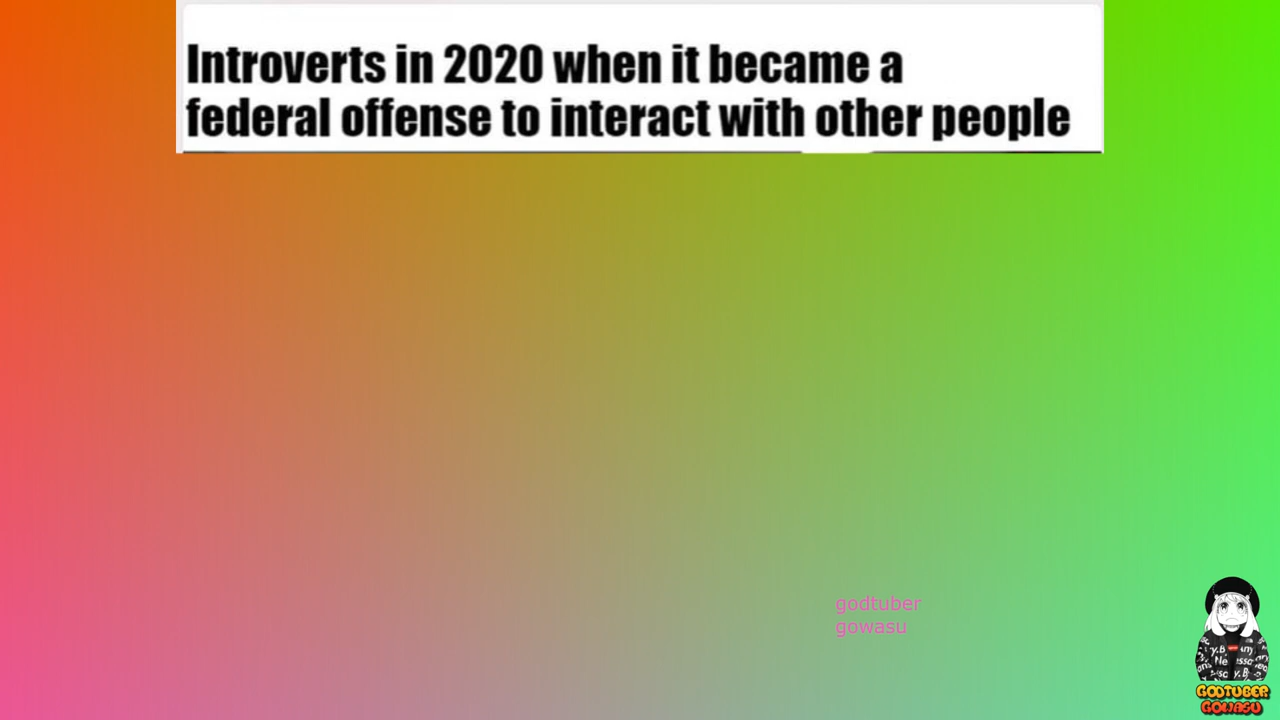 Introverts in 2020 when it became a
federal offense to interact with other people
godtuber
gowasu
GODTUBER
GOWASU